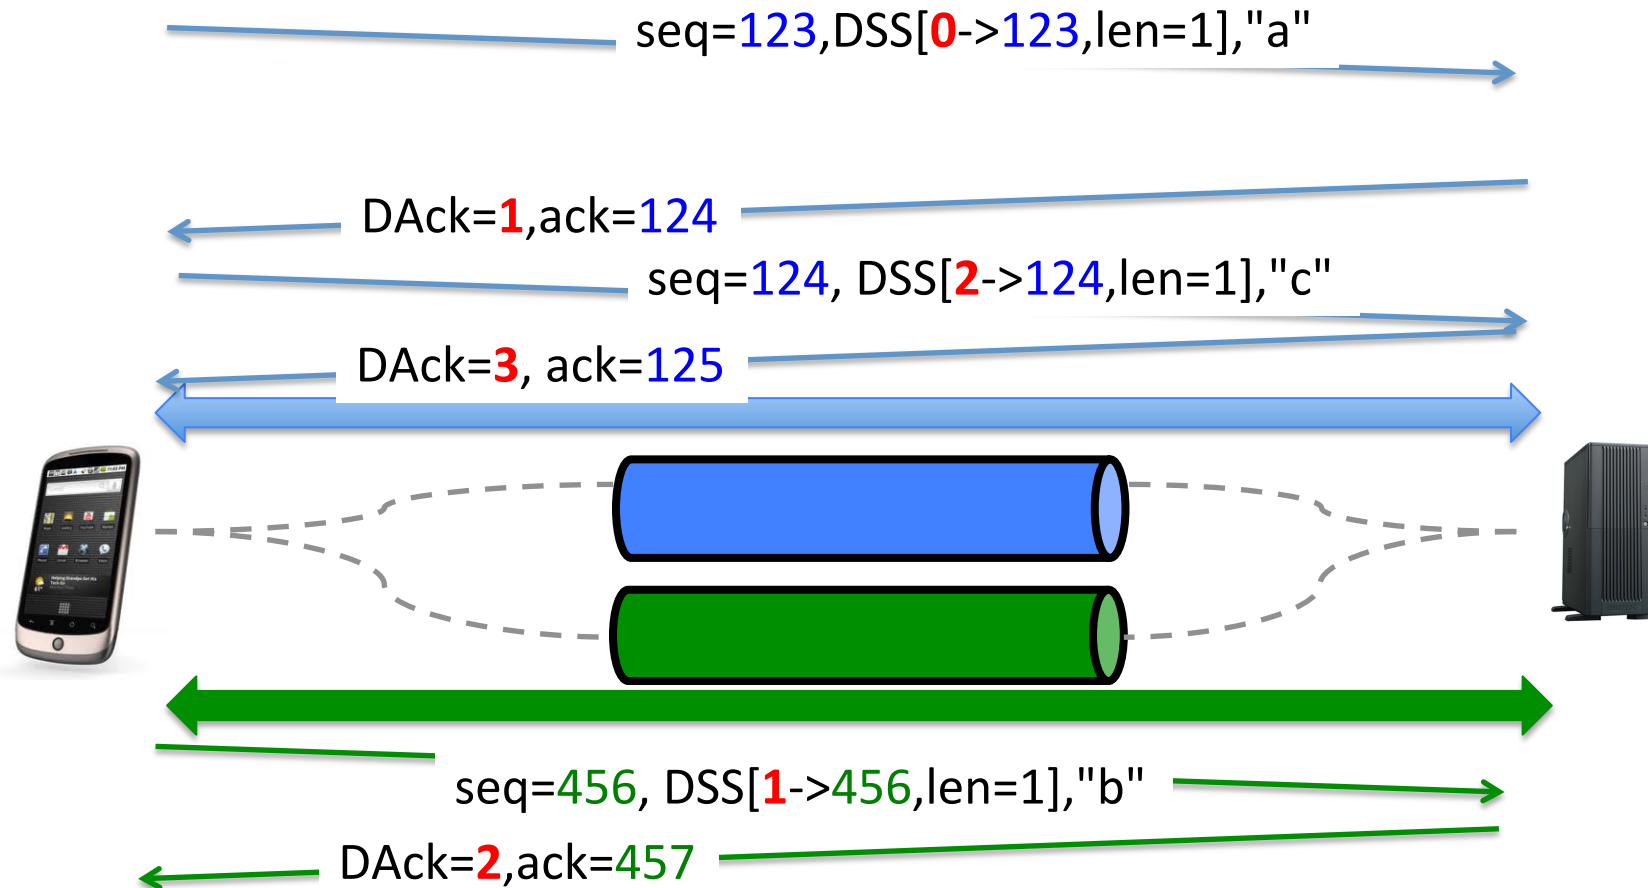 seq=123,DSS[0->123,len=1],"a"
DAck=1,ack=124
seq=124, DSS[2->124,len=1],"c"
DAck=3, ack=125
seq=456, DSS[1->456,len=1],"b"
DAck=2,ack=457